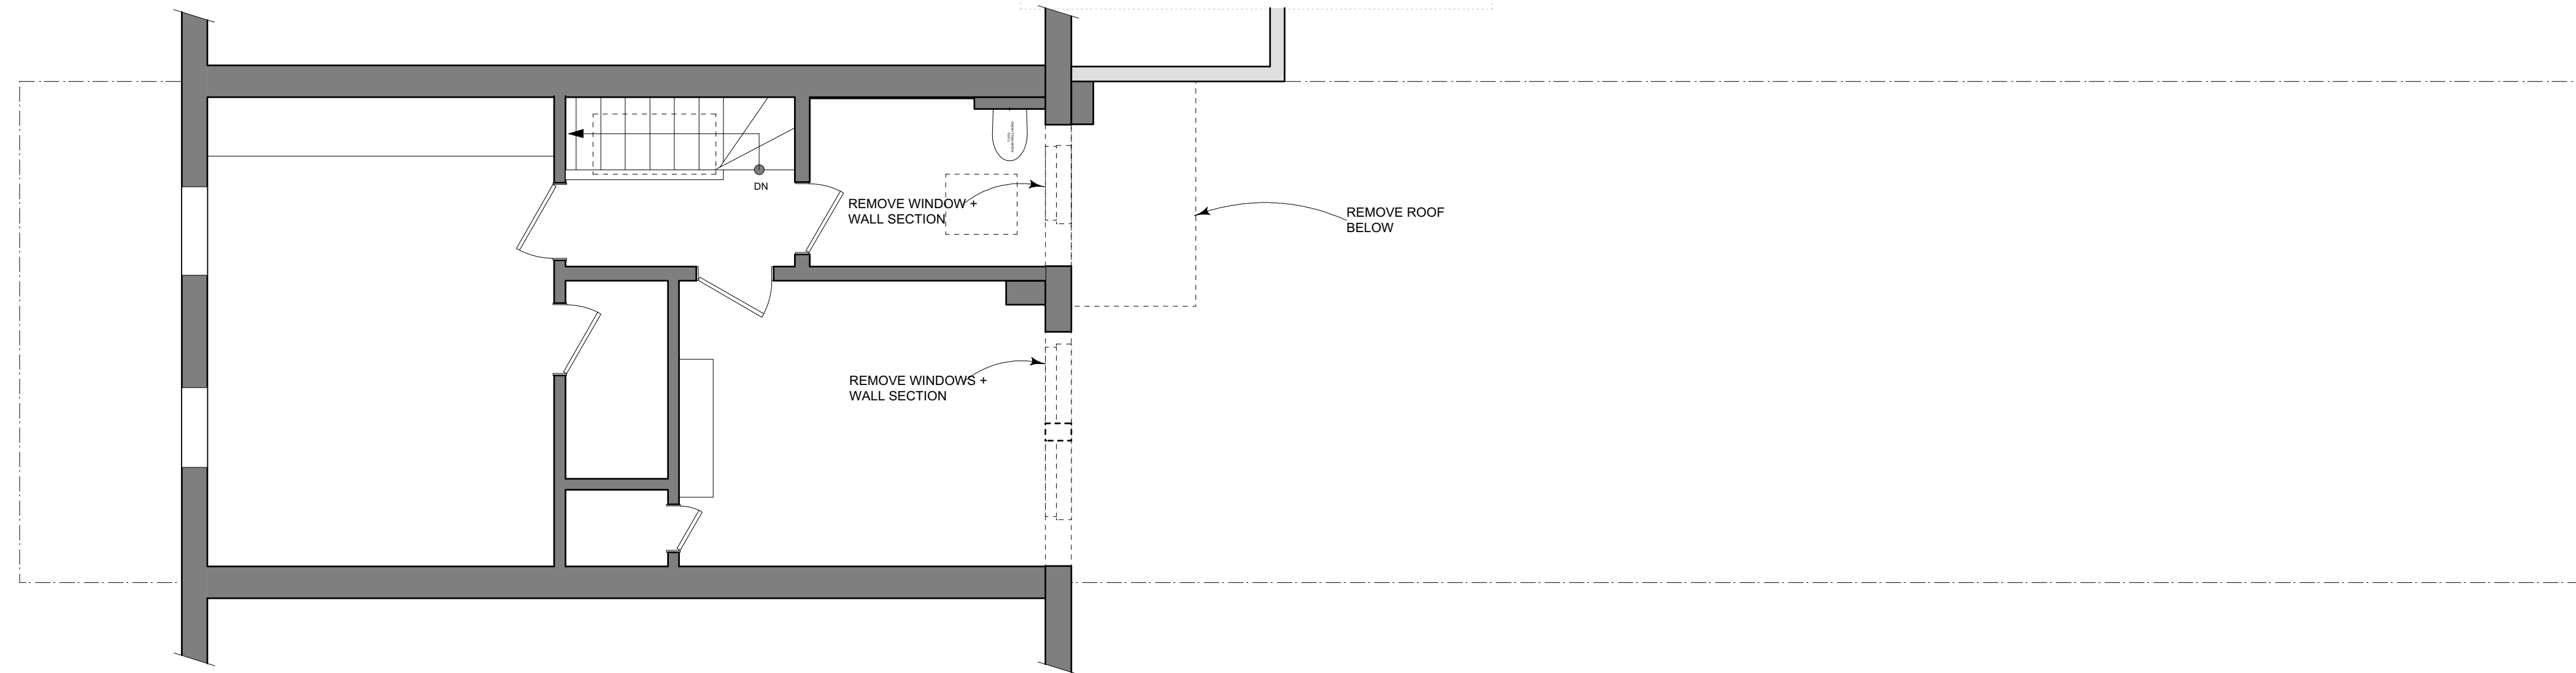 DN
REMOVE WINDOW +
WALL SECTION
REMOVE ROOF
BELOW
REMOVE WINDOWS +
WALL SECTION